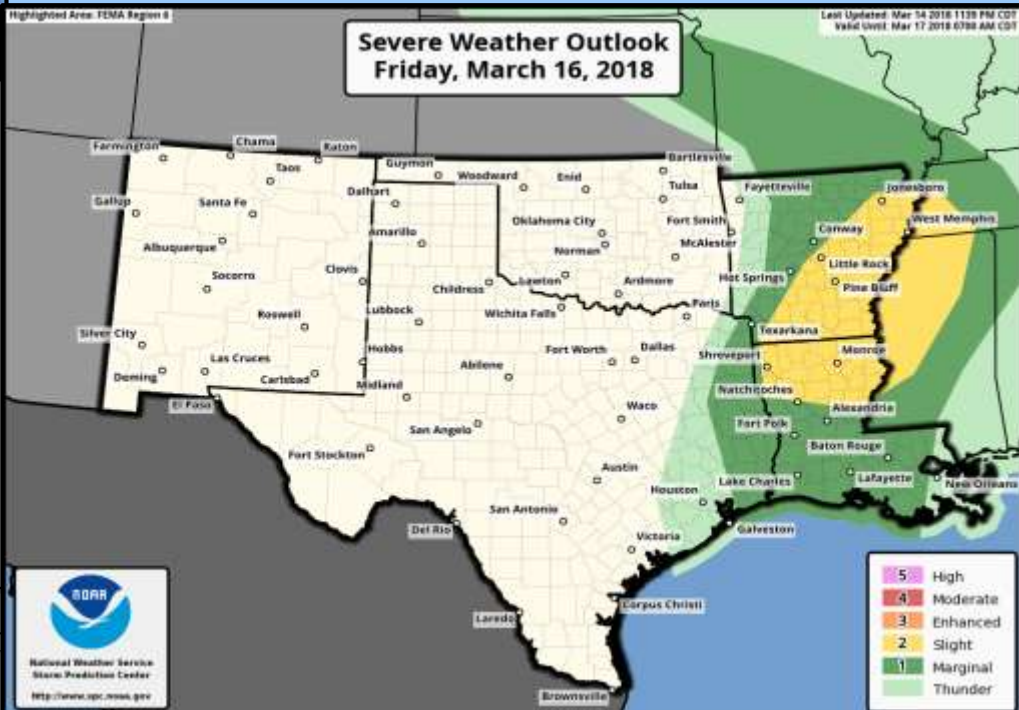 Highlighted Area: FEMA Region 6
Last Updated: Mar 14 2018 1139 PM CDT
Valid Until: Mar 17 2018 0700 AM CDT
Severe Weather Outlook
Friday, March 16, 2018
Farmington
Chama
Raton
Taos
Guymon
Woodward
Enid
Bartlesville
Tulsa
Fayetteville
Jonesboro
Dalhart
Gallup
Santa Fe
Oklahoma City
Fort Smith
West Memphis
Albuquerque
Amarillo
Norman
McAlester
Conway
Little Rock
Socorro
Clovis
Childress
Lawton
Ardmore
Hot Springs
Pine Bluff
Roswell
Lubbock
Wichita Falls
Paris
Texarkana
Silver City
Las Cruces
Hobbs
Abilene
Fort Worth
Dallas
Shreveport
Monroe
Deming
Carlsbad
Midland
Natchitoches
El Paso
Waco
Alexandria
San Angelo
Fort Polk
Fort Stockton
Baton Rouge
Austin
Lake Charles
Lafayette
New Orleans
Houston
San Antonio
Del Rio
Galveston
Victoria
Corpus Christi
Laredo
Brownsville
NOAA
National Weather Service
Storm Prediction Center
http://www.spc.noaa.gov
5 High
4 Moderate
3 Enhanced
2 Slight
1 Marginal
Thunder